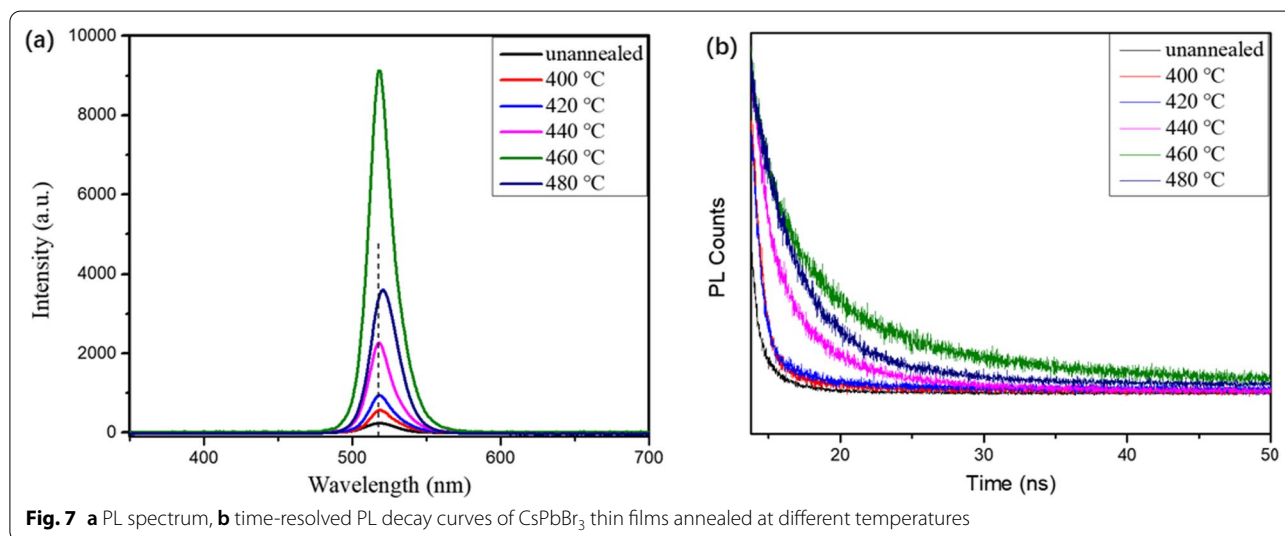 (a)
10000
8000
6000
4000
2000
0
Intensity (a.u.)
400
500
600
700
Wavelength (nm)
unannealed
400 °C
420 °C
440 °C
460 °C
480 °C
(b)
PL Counts
20
30
40
50
Time (ns)
unannealed
400 °C
420 °C
440 °C
460 °C
480 °C
Fig. 7 a PL spectrum, b time-resolved PL decay curves of CsPbBr₃ thin films annealed at different temperatures